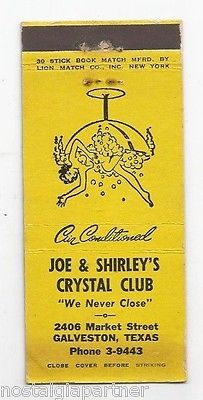 30 STICK BOOK MATCH MFRD. BY
LION MATCH CO., INC. NEW YORK
Air Conditioned
JOE & SHIRLEY'S
CRYSTAL CLUB
"We Never Close"
2406 Market Street
GALVESTON, TEXAS
Phone 3-9443
CLOSE COVER BEFORE STRIKING
nostalgiapartner